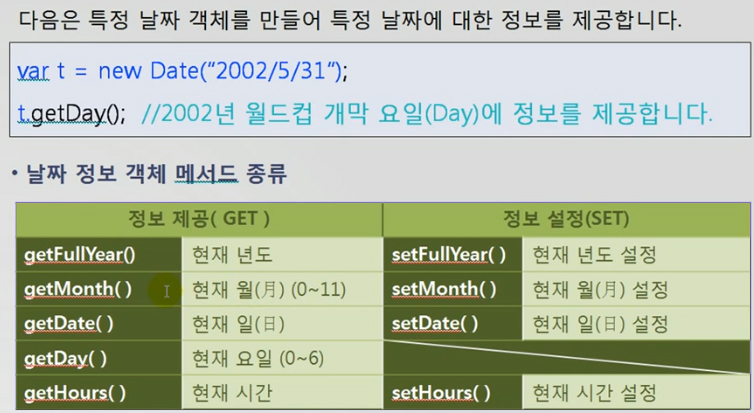 다음은 특정 날짜 객체를 만들어 특정 날짜에 대한 정보를 제공합니다.
var t = new Date(“2002/5/31”);
t.getDay(); //2002년 월드컵 개막 요일(Day)에 정보를 제공합니다.
• 날짜 정보 객체 메서드 종류
정보 제공( GET ) 정보 설정(SET)
getFullYear() 현재 년도 setFullYear( ) 현재 년도 설정
getMonth( ) 현재 월(月) (0~11) setMonth( ) 현재 월(月) 설정
getDate( ) 현재 일(日) setDate( ) 현재 일(日) 설정
getDay( ) 현재 요일 (0~6)
getHours( ) 현재 시간 setHours( ) 현재 시간 설정